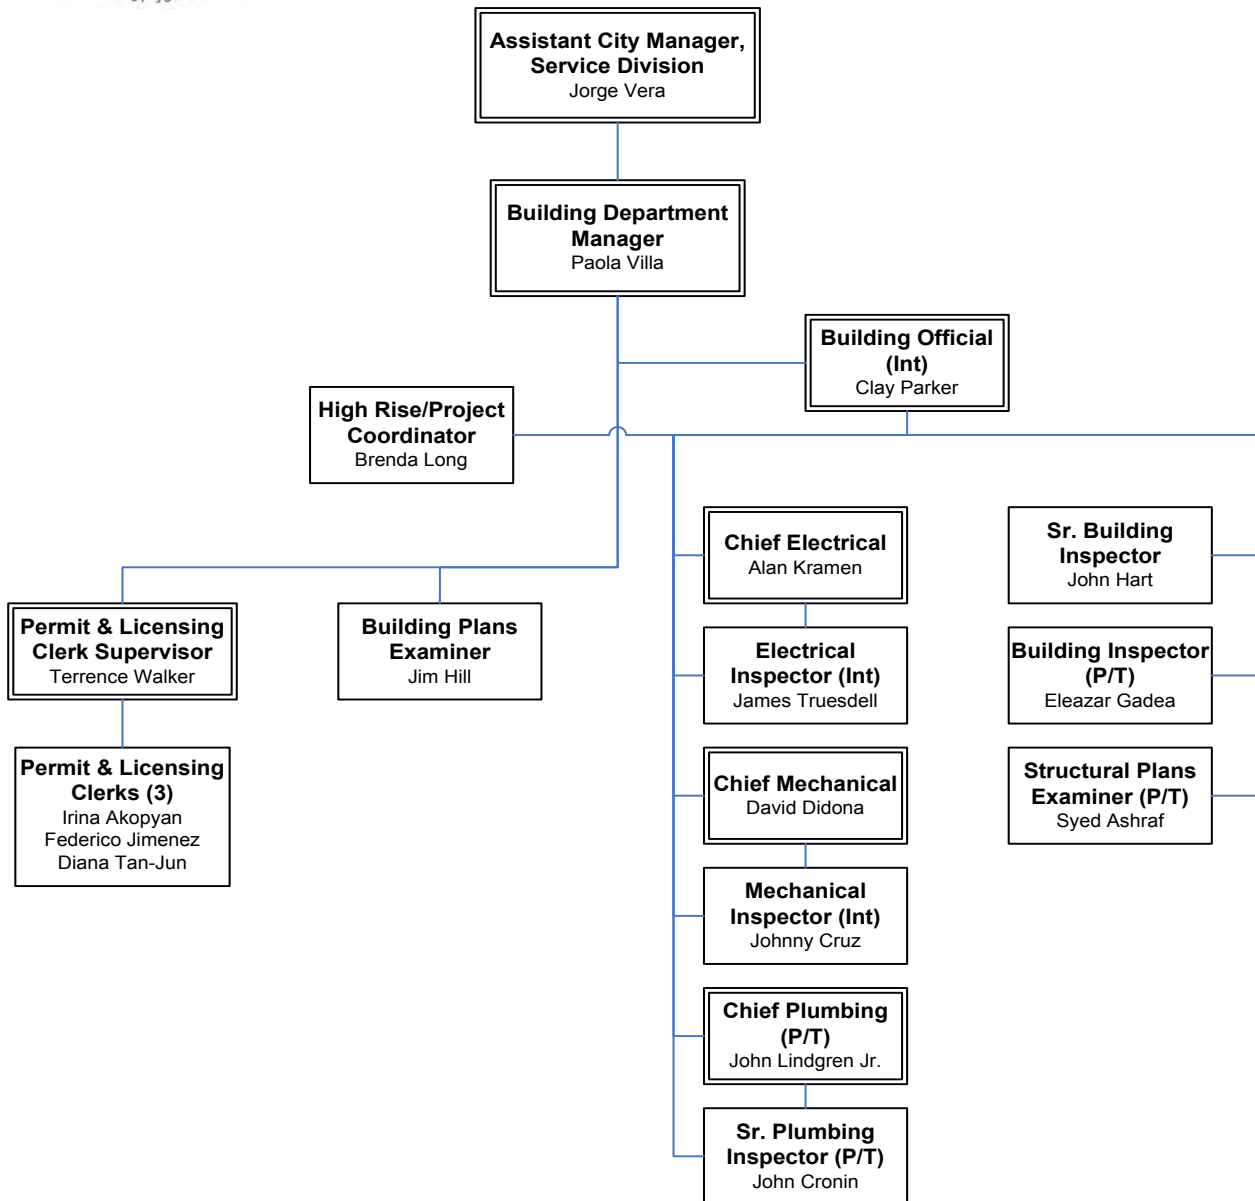 Assistant City Manager,
Service Division
Jorge Vera
Building Department
Manager
Paola Villa
Building Official
(Int)
Clay Parker
High Rise/Project
Coordinator
Brenda Long
Chief Electrical
Alan Kramen
Sr. Building
Inspector
John Hart
Permit & Licensing
Clerk Supervisor
Terrence Walker
Building Plans
Examiner
Jim Hill
Electrical
Inspector (Int)
James Truesdell
Building Inspector
(P/T)
Eleazar Gadea
Permit & Licensing
Clerks (3)
Irina Akopyan
Federico Jimenez
Diana Tan-Jun
Chief Mechanical
David Didona
Structural Plans
Examiner (P/T)
Syed Ashraf
Mechanical
Inspector (Int)
Johnny Cruz
Chief Plumbing
(P/T)
John Lindgren Jr.
Sr. Plumbing
Inspector (P/T)
John Cronin